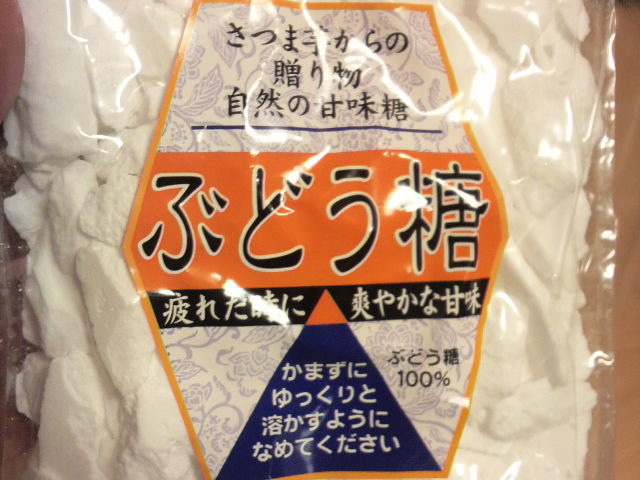 さつま芋からの
贈り物
自然の甘味糖
ぶどう糖
疲れた時に 爽やかな甘味
ぶどう糖
100%
かまずに
ゆっくりと
溶かすように
なめてください